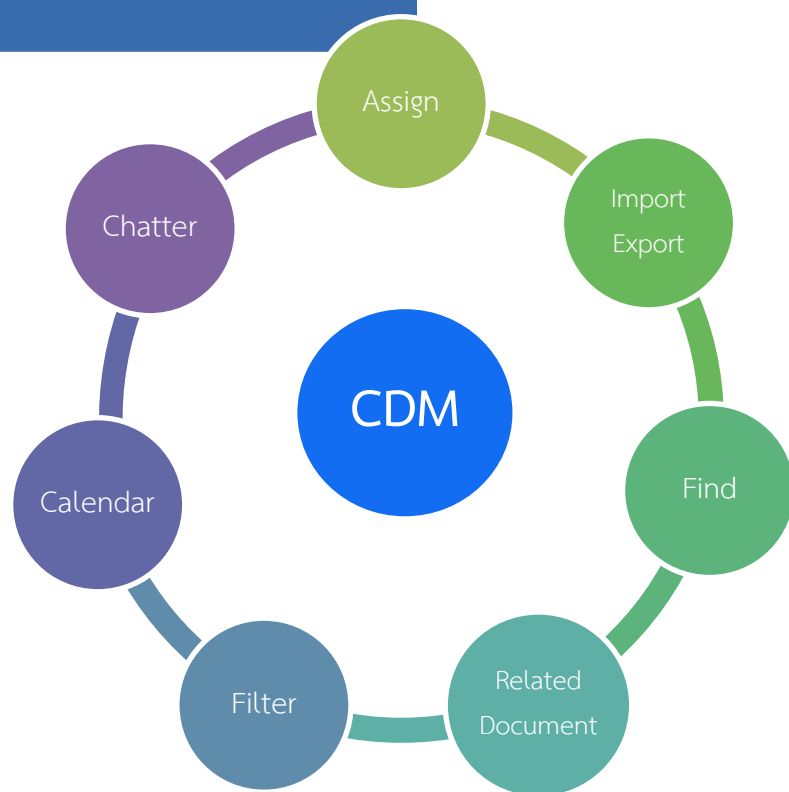 Assign
Import
Export
Find
Related
Document
Filter
Calendar
Chatter
CDM